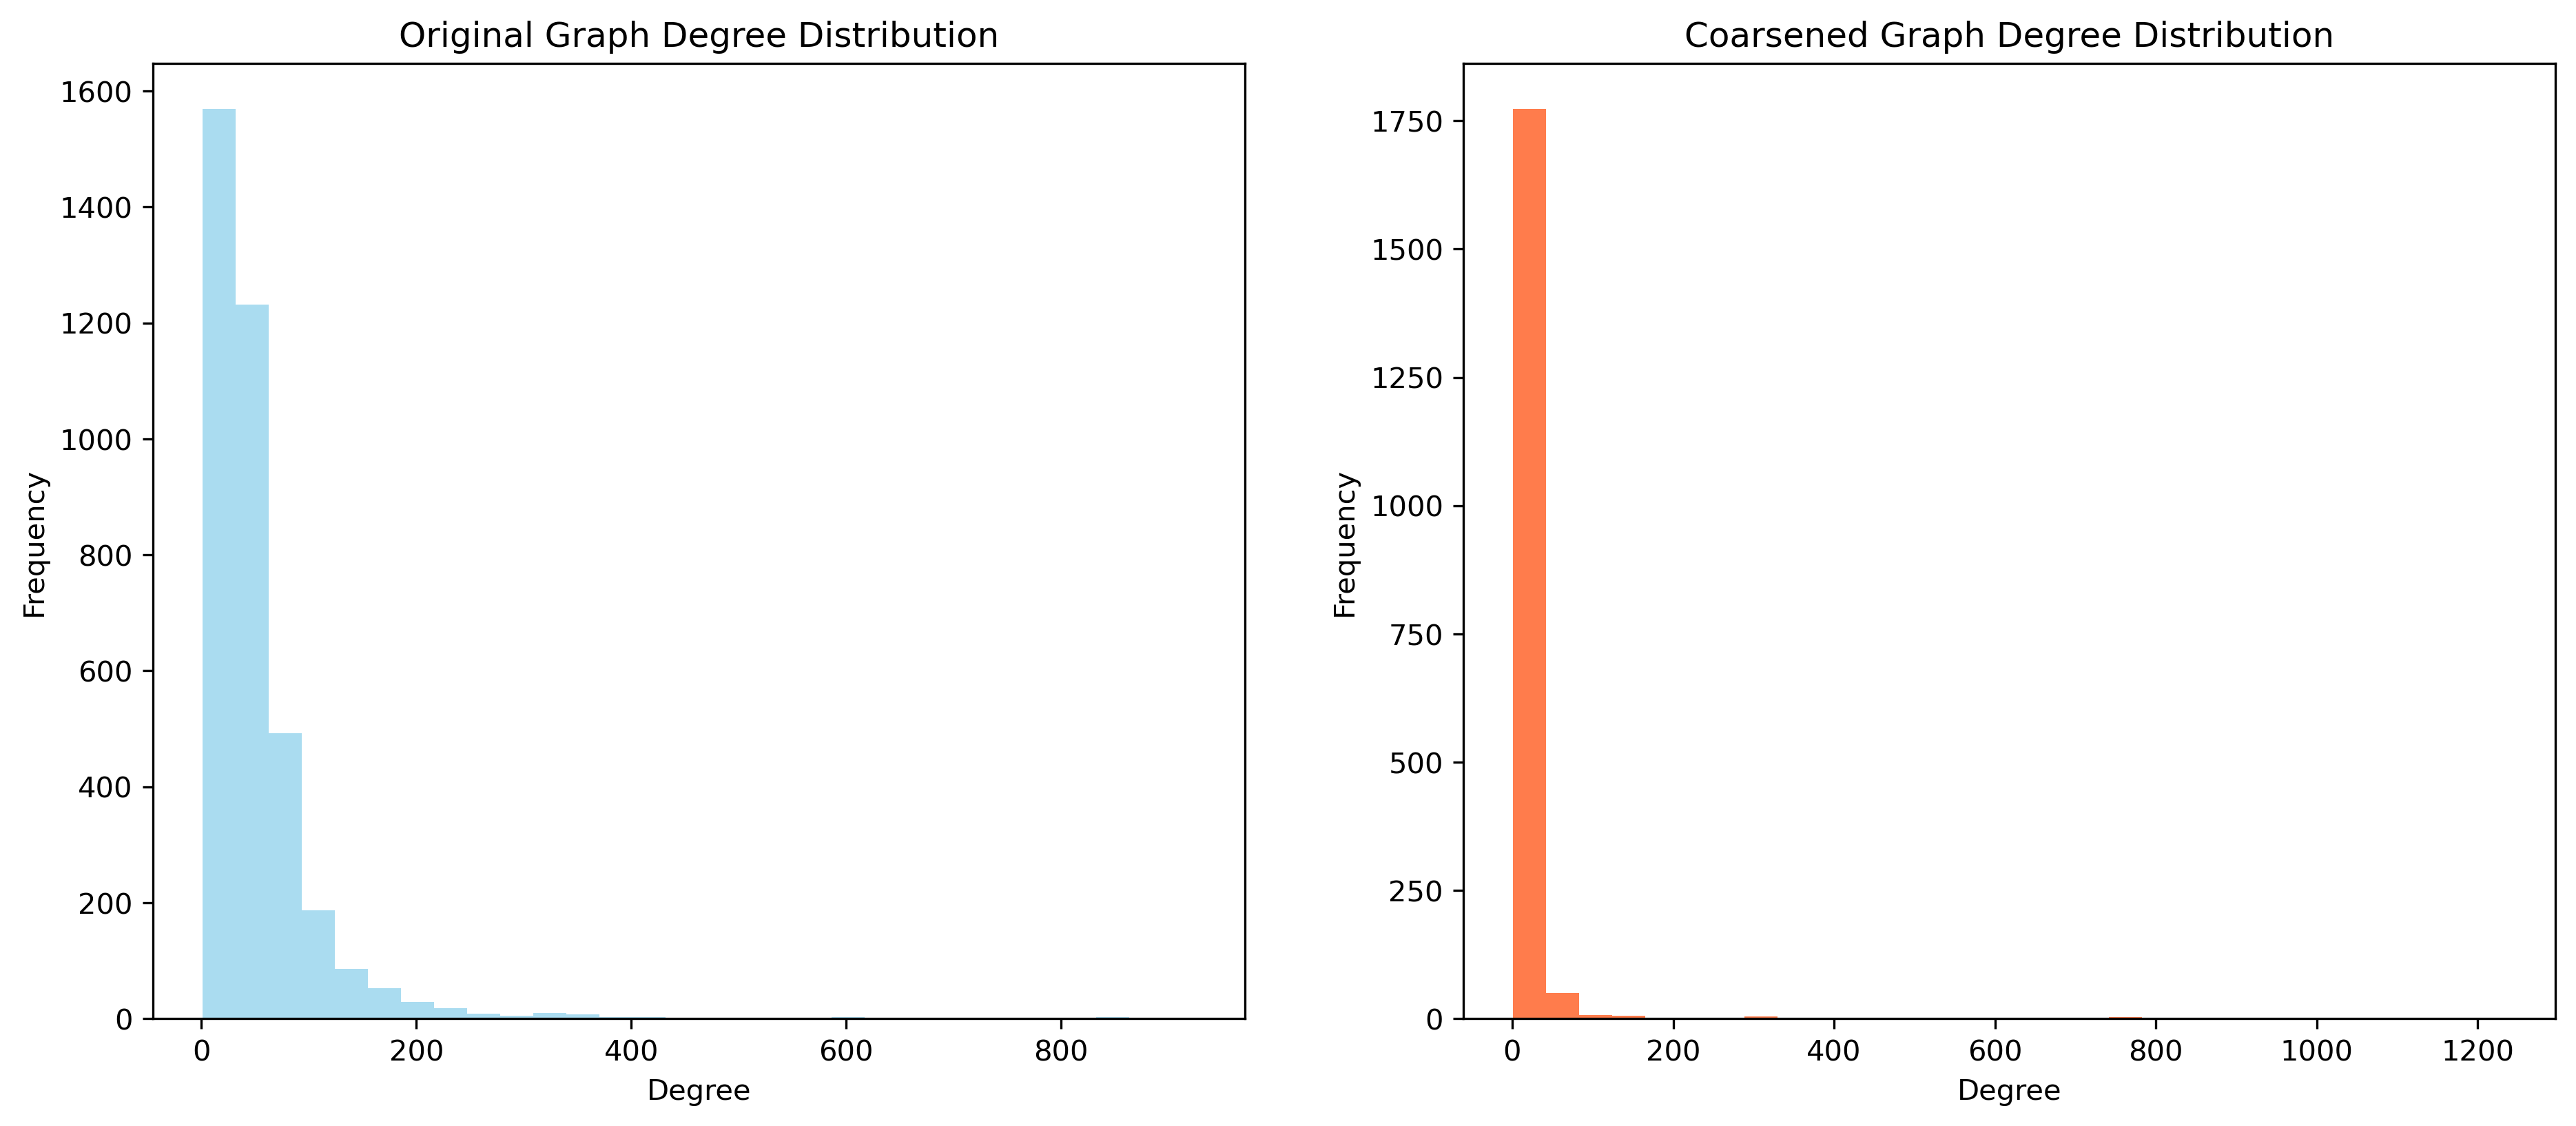 Original Graph Degree Distribution
1600
1400
1200
1000
800
600
400
200
0
Frequency
0 200 400 600 800
Degree
Coarsened Graph Degree Distribution
1750
1500
1250
1000
750
500
250
0
Frequency
0 200 400 600 800 1000 1200
Degree